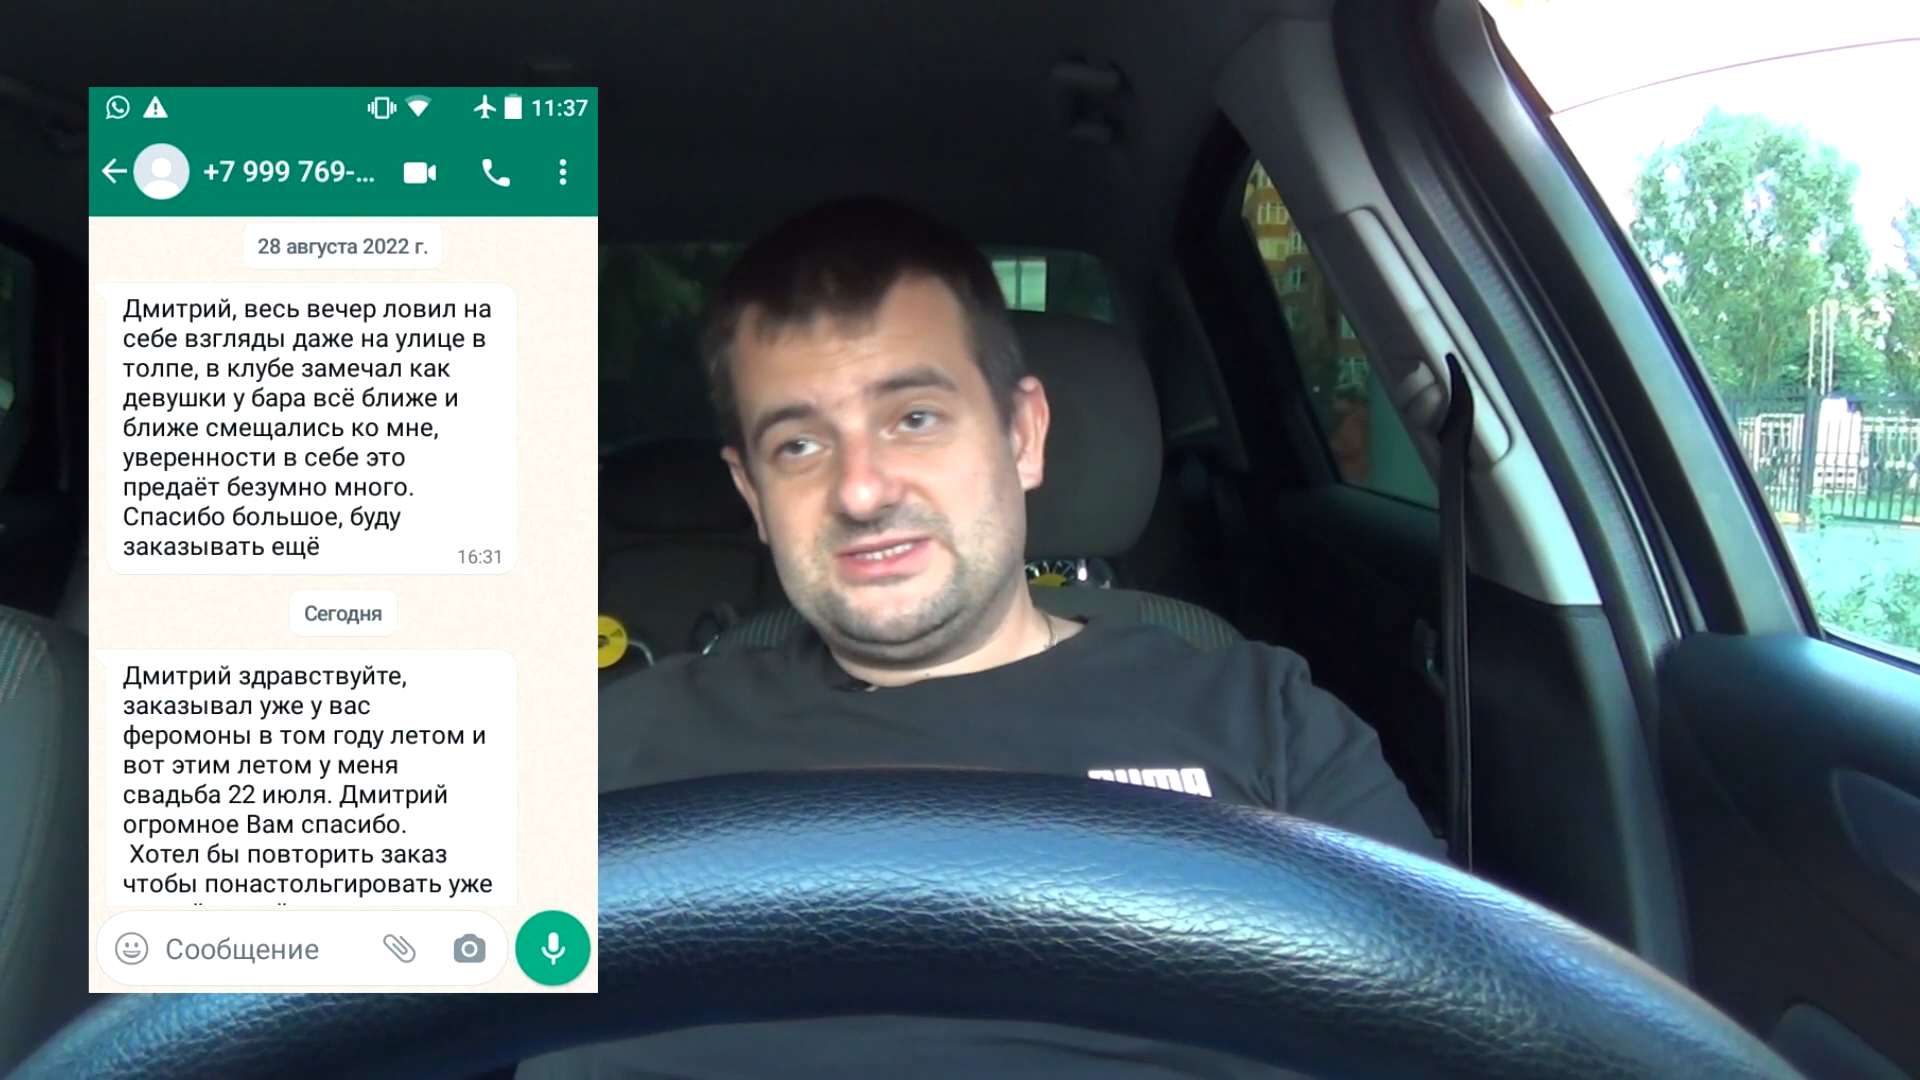 11:37
+7 999 769-...
28 августа 2022 г.
Дмитрий, весь вечер ловил на
себе взгляды даже на улице в
толпе, в клубе замечал как
девушки у бара всё ближе и
ближе смещались ко мне,
уверенности в себе это
предаёт безумно много.
Спасибо большое, буду
заказывать ещё
16:31
Сегодня
Дмитрий здравствуйте,
заказывал уже у вас
феромоны в том году летом и
вот этим летом у меня
свадьба 22 июля. Дмитрий
огромное Вам спасибо.
Хотел бы повторить заказ
чтобы понастольгировать уже
Сообщение
PUMA